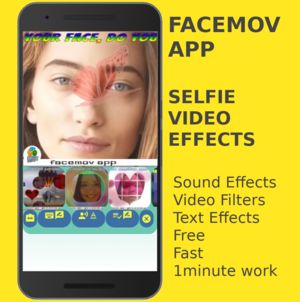 YOUR FACE, DO YOU
facemov app
FACEMOV
APP
SELFIE
VIDEO
EFFECTS
Sound Effects
Video Filters
Text Effects
Free
Fast
1minute work